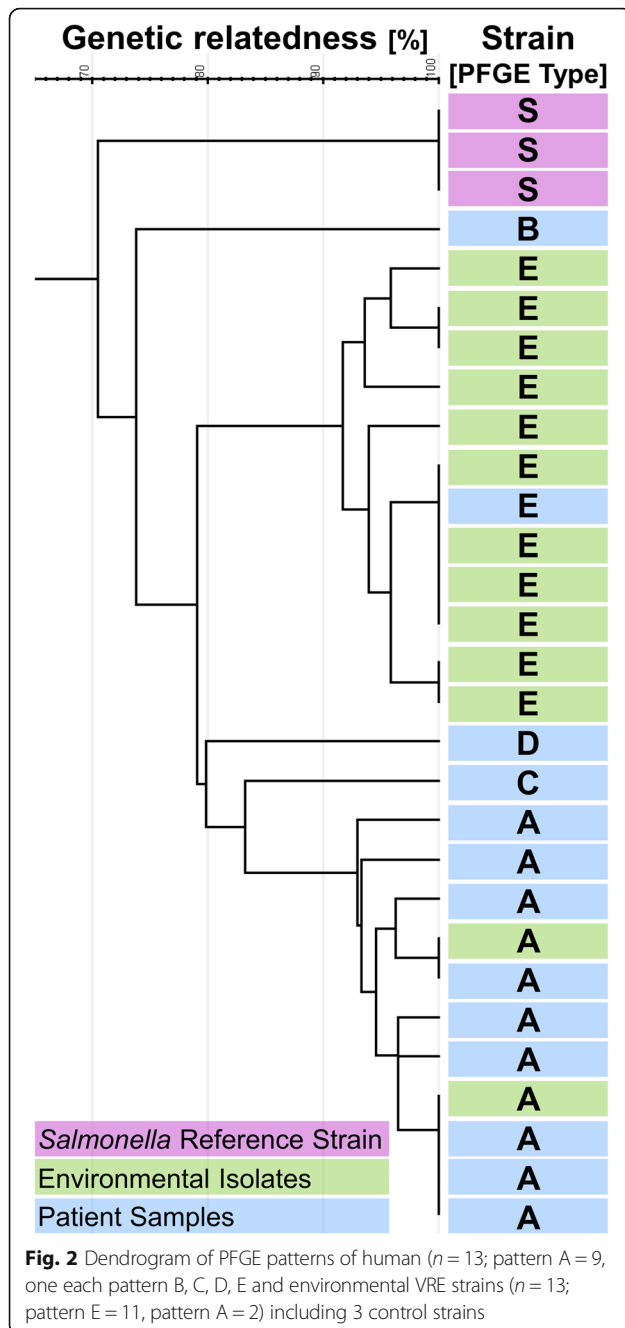 Genetic relatedness [%] Strain
[PFGE Type]
70 80 90 100
S
S
S
B
E
E
E
E
E
E
E
E
E
E
E
E
D
C
A
A
A
A
A
A
A
A
A
A
A
Salmonella Reference Strain
Environmental Isolates
Patient Samples
Fig. 2 Dendrogram of PFGE patterns of human (n = 13; pattern A = 9,
one each pattern B, C, D, E and environmental VRE strains (n = 13;
pattern E = 11, pattern A = 2) including 3 control strains